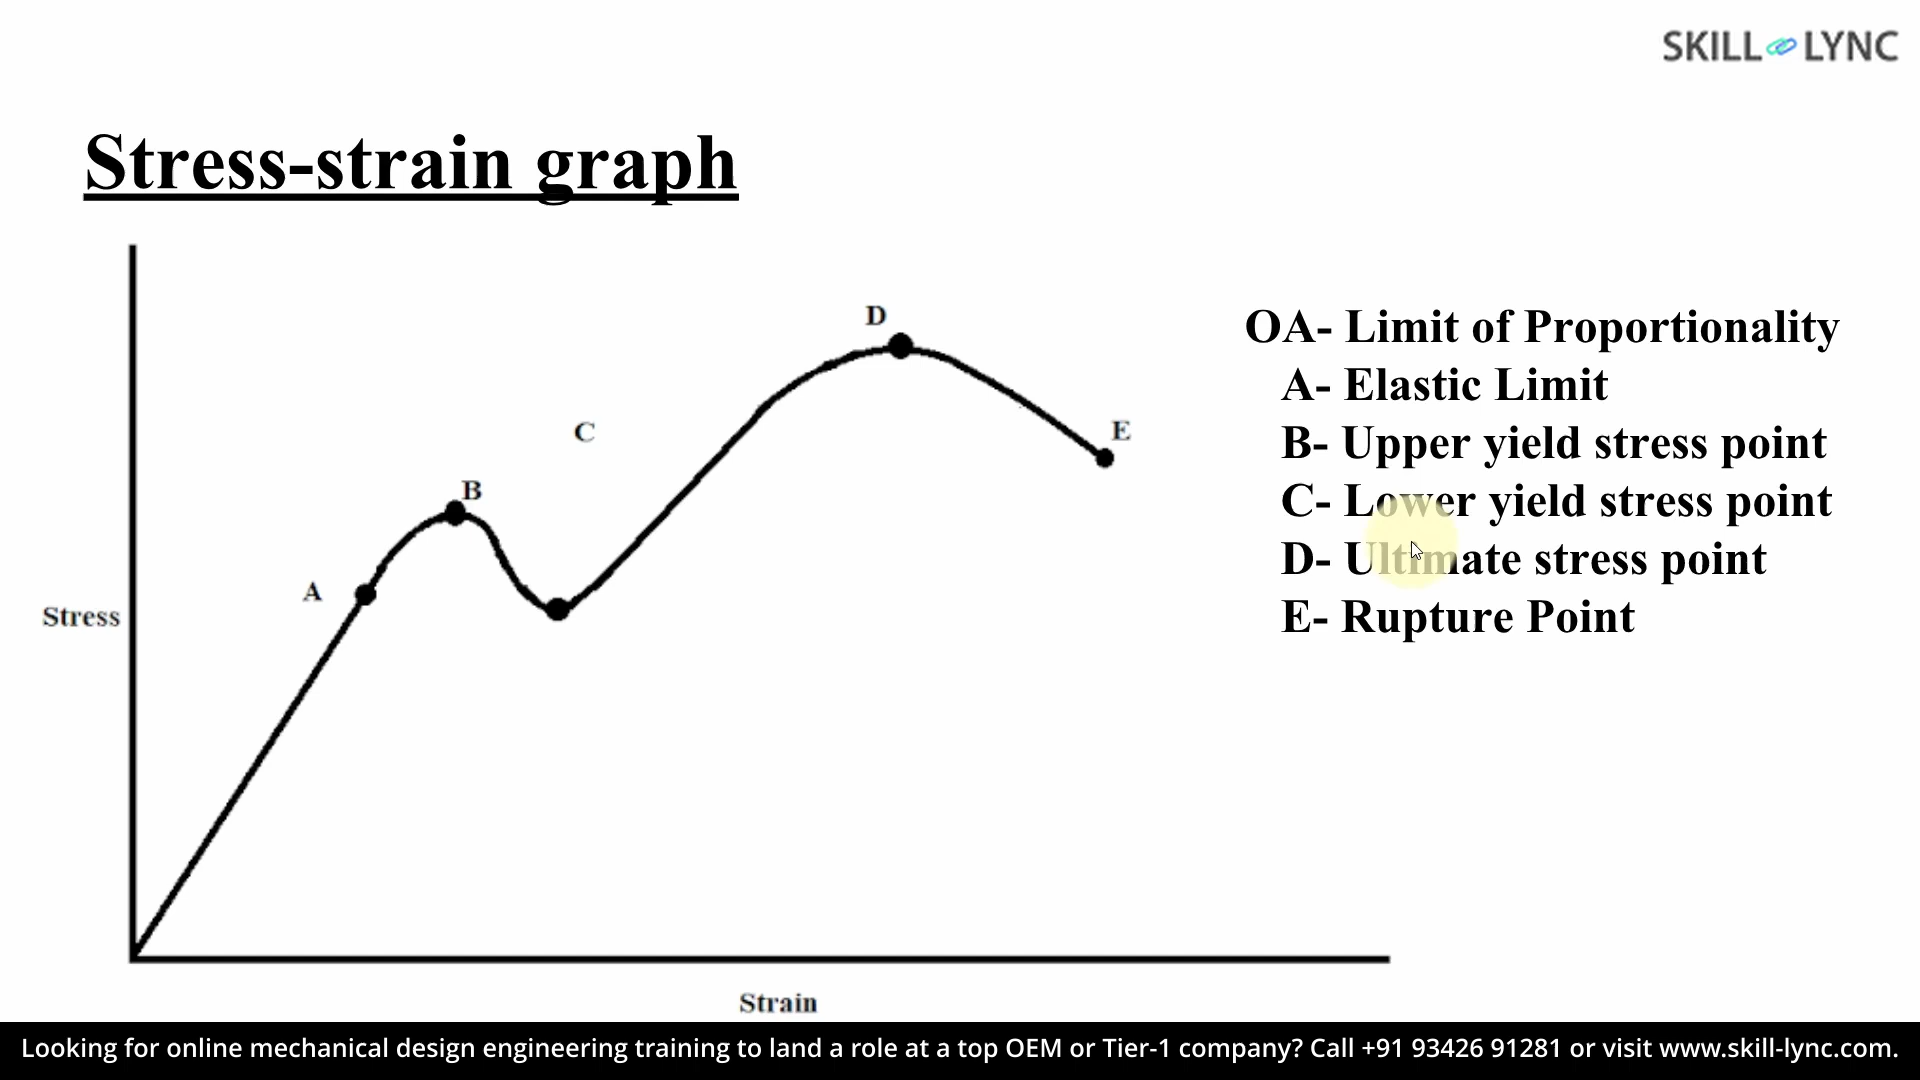 SKILL LYNC
Stress-strain graph
D
C
E
B
A
Stress
Strain
OA- Limit of Proportionality
A- Elastic Limit
B- Upper yield stress point
C- Lower yield stress point
D- Ultimate stress point
E- Rupture Point
Looking for online mechanical design engineering training to land a role at a top OEM or Tier-1 company? Call +91 93426 91281 or visit www.skill-lync.com.